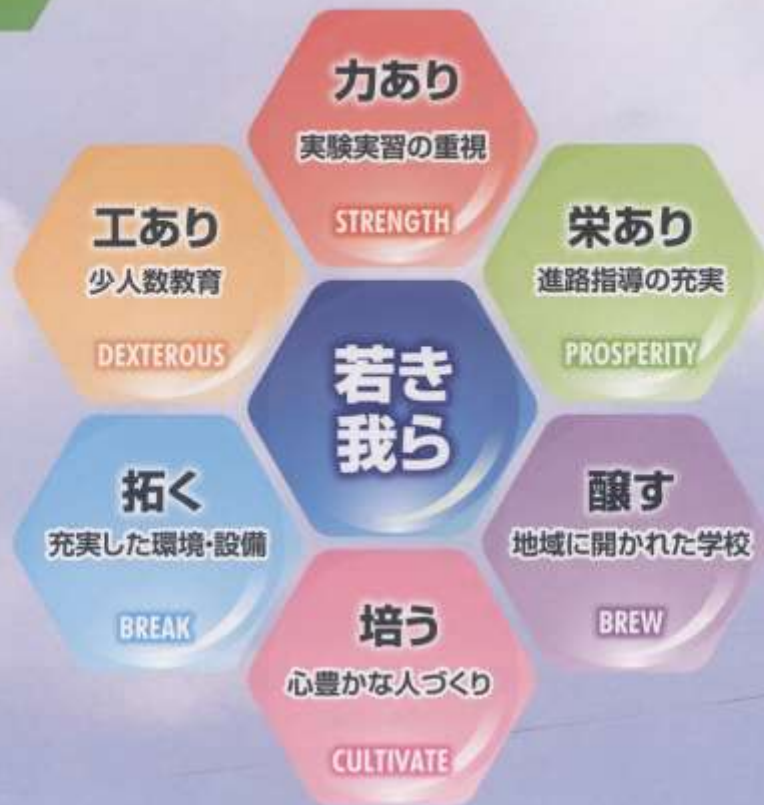 力あり
実験実習の重視
STRENGTH
工あり
少人数教育
DEXTEROUS
栄あり
進路指導の充実
PROSPERITY
若き
我ら
拓く
充実した環境・設備
BREAK
醸す
地域に開かれた学校
BREW
培う
心豊かな人づくり
CULTIVATE